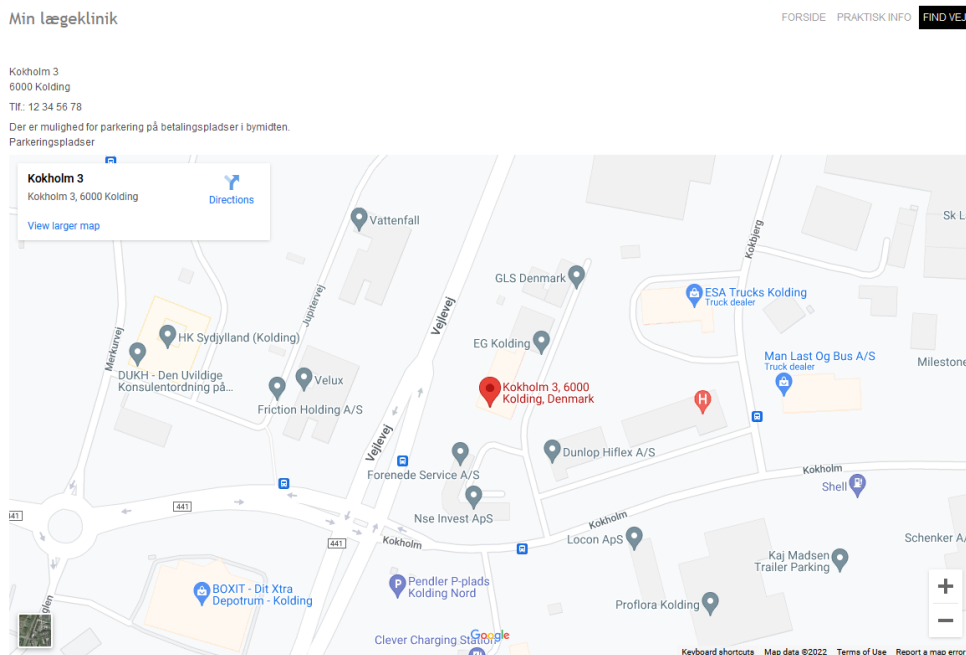 Min lægeklinik
FORSIDE PRAKTISK INFO FIND VEJ
Kokholm 3
6000 Kolding
Tlf.: 12 34 56 78
Der er mulighed for parkering på betalingspladser i bymidten.
Parkeringspladser
Kokholm 3
Kokholm 3, 6000 Kolding
Directions
View larger map
Vattenfall
Sk L
Kokbjerg
GLS Denmark
ESA Trucks Kolding
Truck dealer
Jupitervej
Vejlevej
Merkurvej
HK Sydjylland (Kolding)
EG Kolding
DUKH - Den Uvildige
Konsulentordning på...
Velux
Man Last Og Bus A/S
Truck dealer
Milestone
Kokholm 3, 6000
Kolding, Denmark
H
Friction Holding A/S
Vejlevej
Dunlop Hiflex A/S
Forenede Service A/S
Kokholm
Shell
Nse Invest ApS
441
441
Kokholm
Locon ApS
441
Kokholm
Schenker A/
Kaj Madsen
Trailer Parking
BOXIT - Dit Xtra
Depotrum - Kolding
P
Pendler P-plads
Kolding Nord
Proflora Kolding
Clever Charging Station
Google
Keyboard shortcuts Map data ©2022 Terms of Use Report a map error